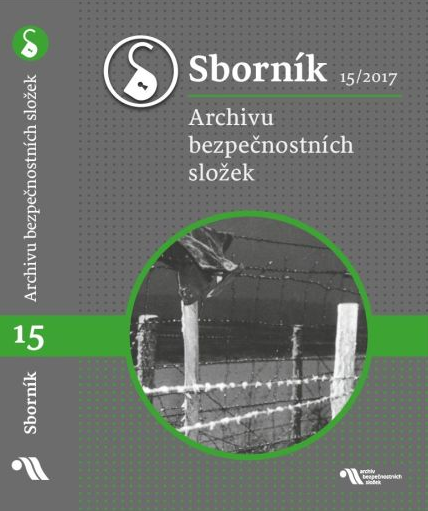 Archivu bezpečnostních složek
15
Sborník
Sborník 15/2017
Archivu
bezpečnostních
složek
archiv
bezpečnostních
složek